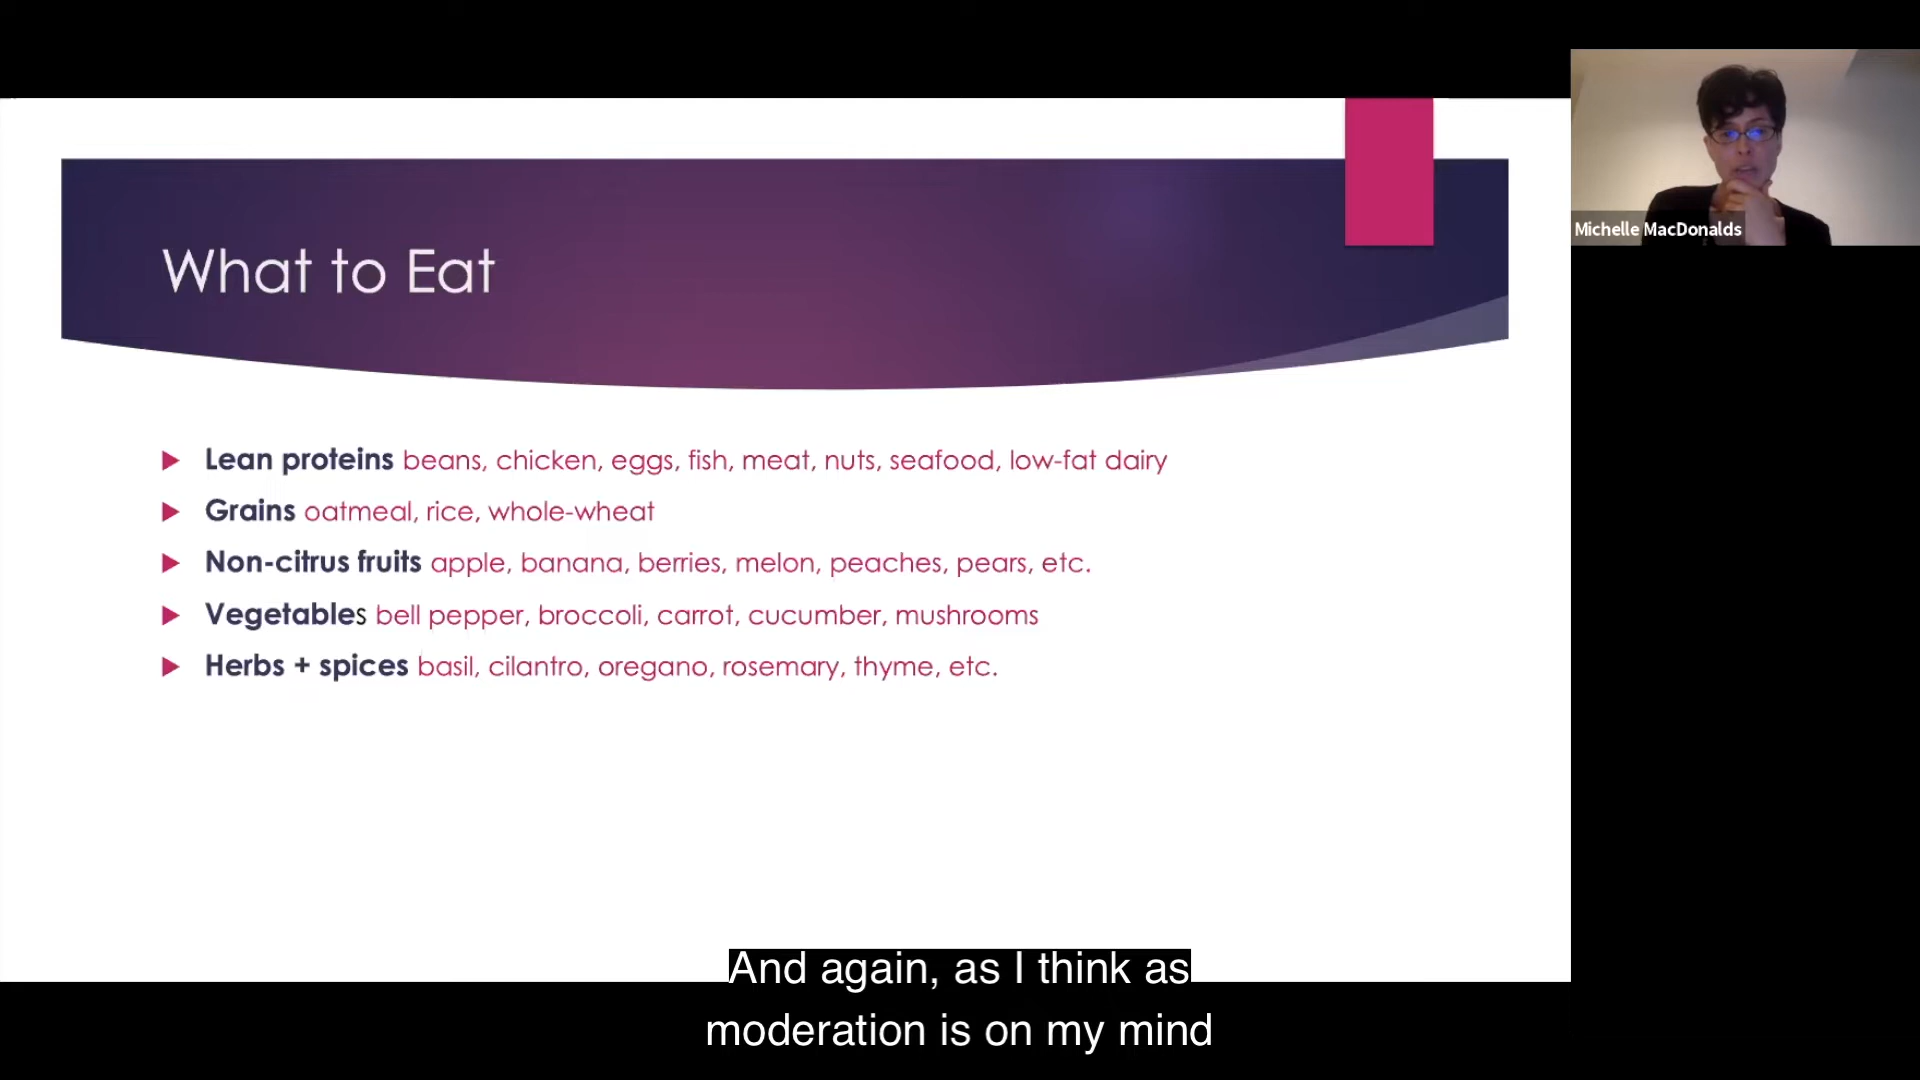 What to Eat
Lean proteins beans, chicken, eggs, fish, meat, nuts, seafood, low-fat dairy
Grains oatmeal, rice, whole-wheat
Non-citrus fruits apple, banana, berries, melon, peaches, pears, etc.
Vegetables bell pepper, broccoli, carrot, cucumber, mushrooms
Herbs + spices basil, cilantro, oregano, rosemary, thyme, etc.
Michelle MacDonalds
And again, as I think as
moderation is on my mind